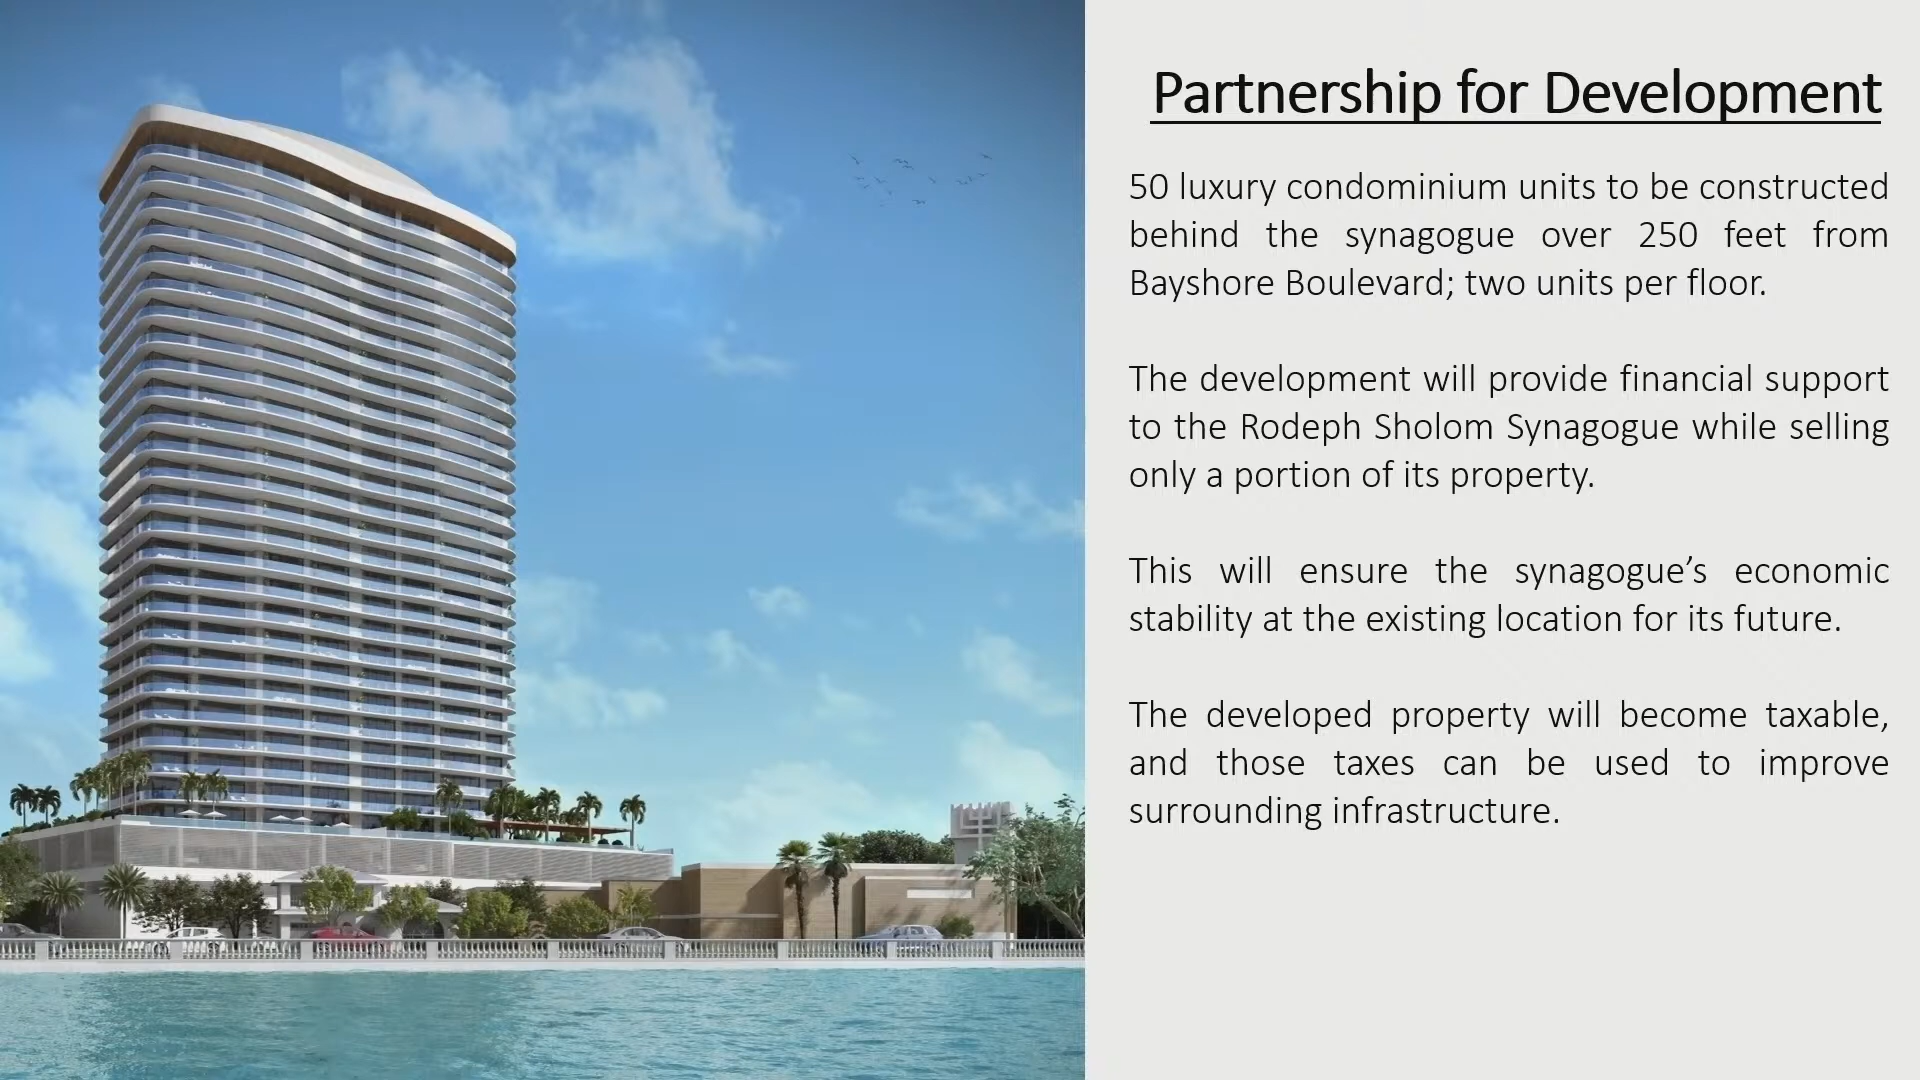 Partnership for Development
50 luxury condominium units to be constructed
behind the synagogue over 250 feet from
Bayshore Boulevard; two units per floor.
The development will provide financial support
to the Rodeph Sholom Synagogue while selling
only a portion of its property.
This will ensure the synagogue’s economic
stability at the existing location for its future.
The developed property will become taxable,
and those taxes can be used to improve
surrounding infrastructure.